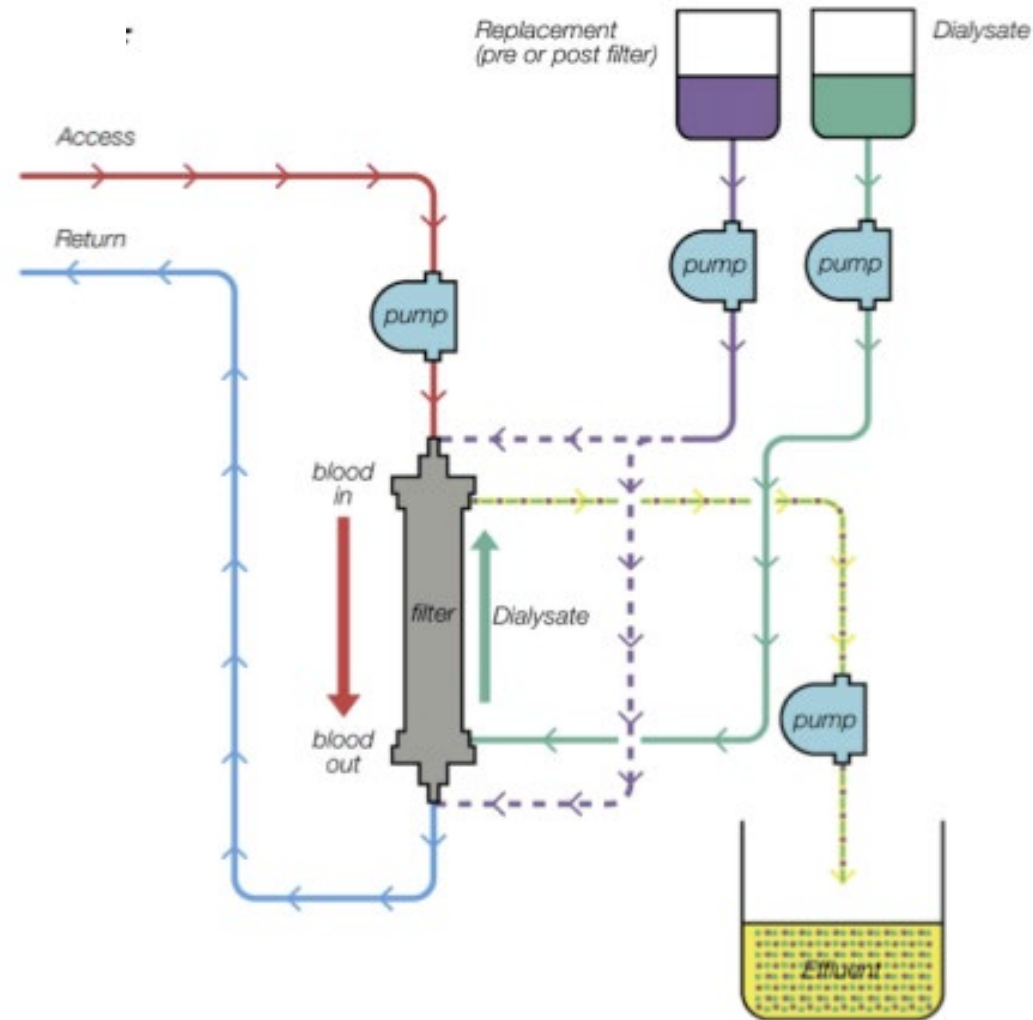 Replacement
(pre or post filter)
Dialysate
Access
Return
pump
pump
pump
blood
in
filter
Dialysate
blood
out
pump
Effluent